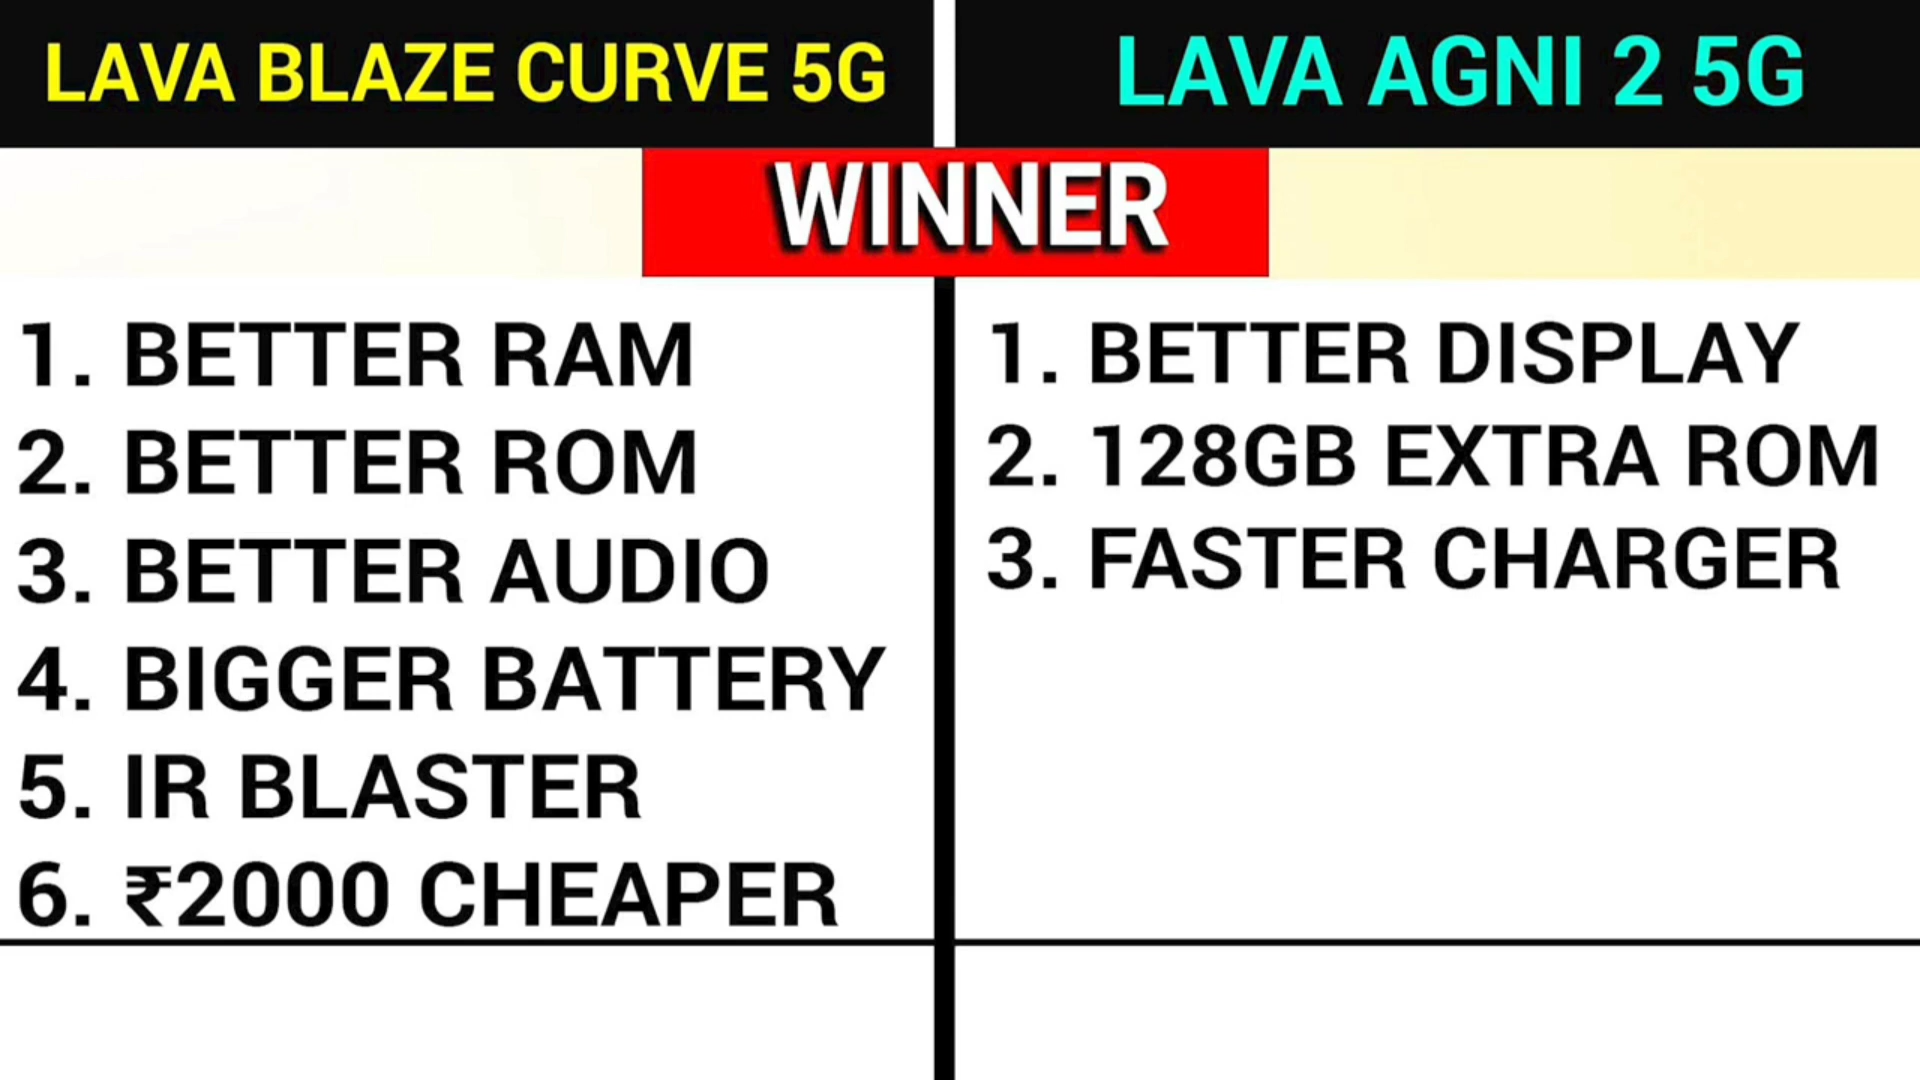 LAVA BLAZE CURVE 5G
LAVA AGNI 2 5G
WINNER
1. BETTER RAM
2. BETTER ROM
3. BETTER AUDIO
4. BIGGER BATTERY
5. IR BLASTER
6. ₹2000 CHEAPER
1. BETTER DISPLAY
2. 128GB EXTRA ROM
3. FASTER CHARGER